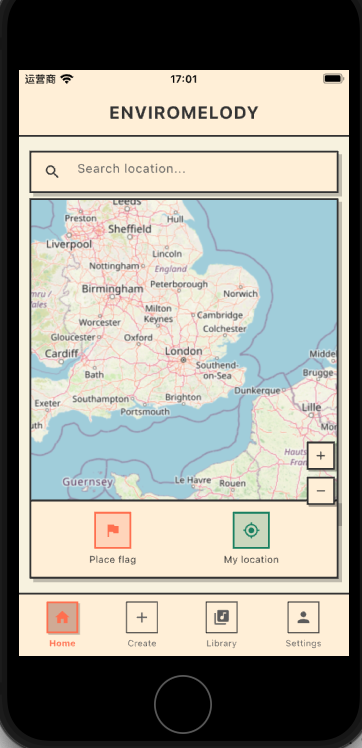 运营商 17:01
ENVIROMELODY
Search location...
Leeds
Preston Hull
Sheffield
Liverpool
Lincoln
Nottingham England
Birmingham Peterborough
Norwich
Worcester Milton Keynes Cambridge
Colchester
Gloucester Oxford
Cardiff London
Bath Southend-on-Sea
Middel
Exeter Southampton Brighton Dunkerque Brugge
Portsmouth
Lille
Mon
Hauts
Guernsey Le Havre Rouen
+
−
Place flag My location
Home Create Library Settings